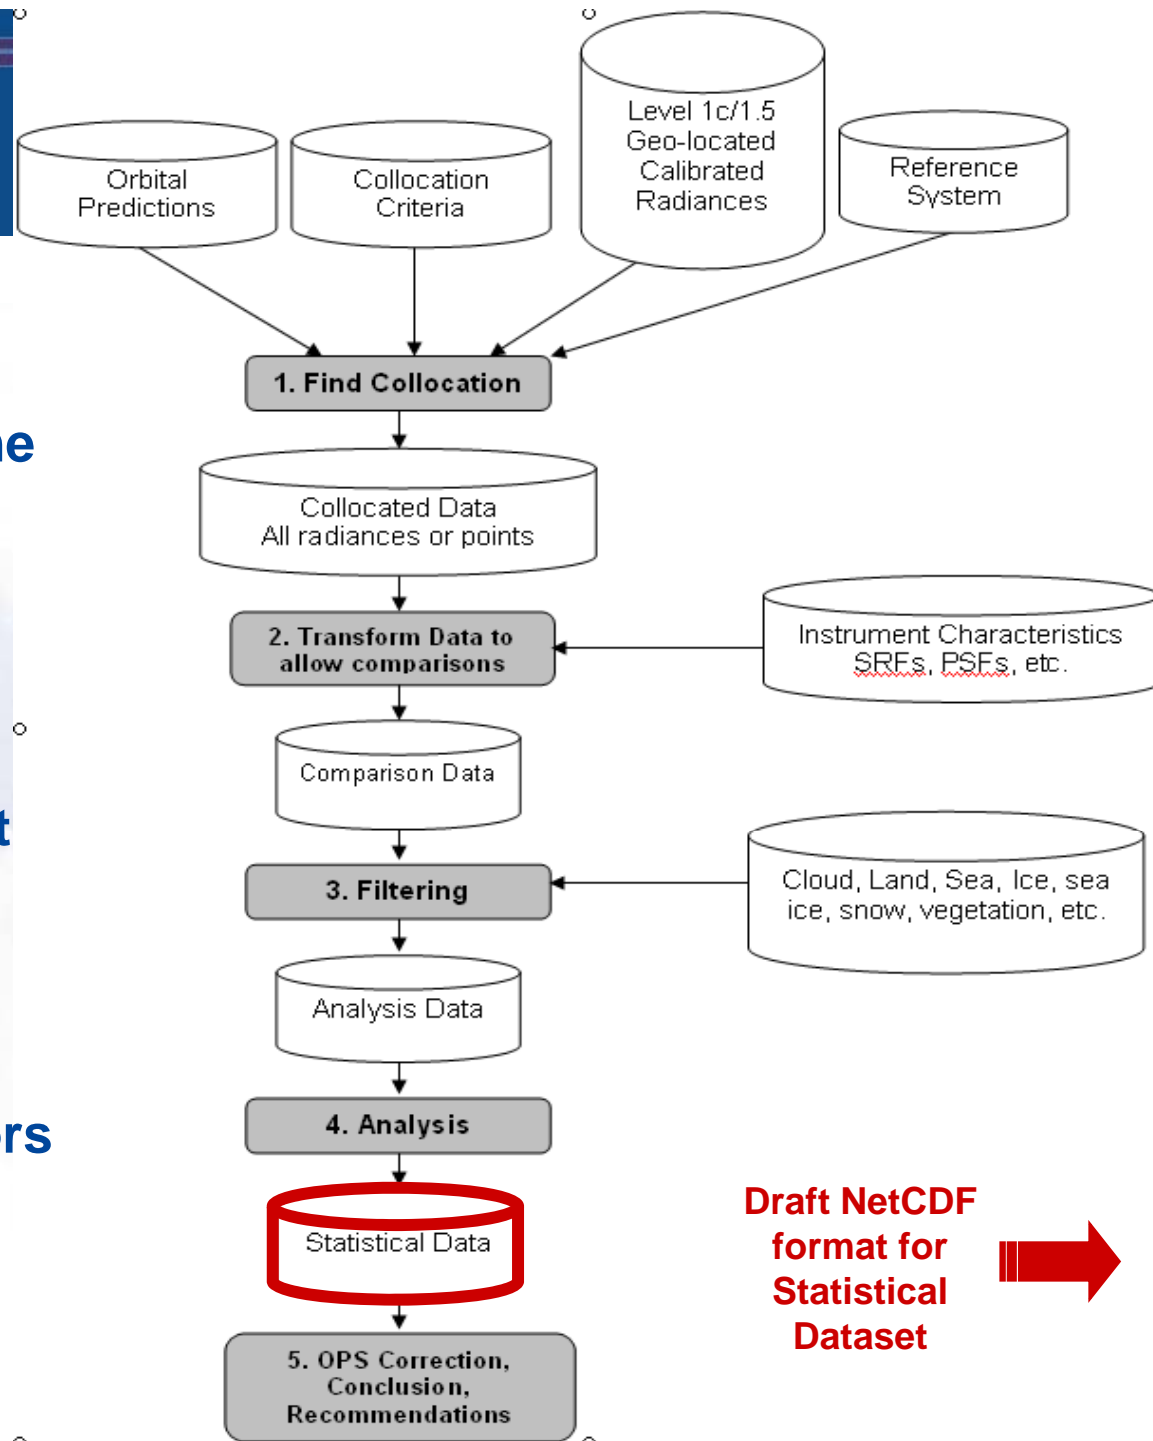 Orbital
Predictions
Collocation
Criteria
Level 1c/1.5
Geo-located
Calibrated
Radiances
Reference
System
1. Find Collocation
Collocated Data
All radiances or points
2. Transform Data to
allow comparisons
Instrument Characteristics
SRFs, PSFs, etc.
Comparison Data
3. Filtering
Cloud, Land, Sea, Ice, sea
ice, snow, vegetation, etc.
Analysis Data
4. Analysis
Statistical Data
Draft NetCDF
format for
Statistical
Dataset
5. OPS Correction,
Conclusion,
Recommendations